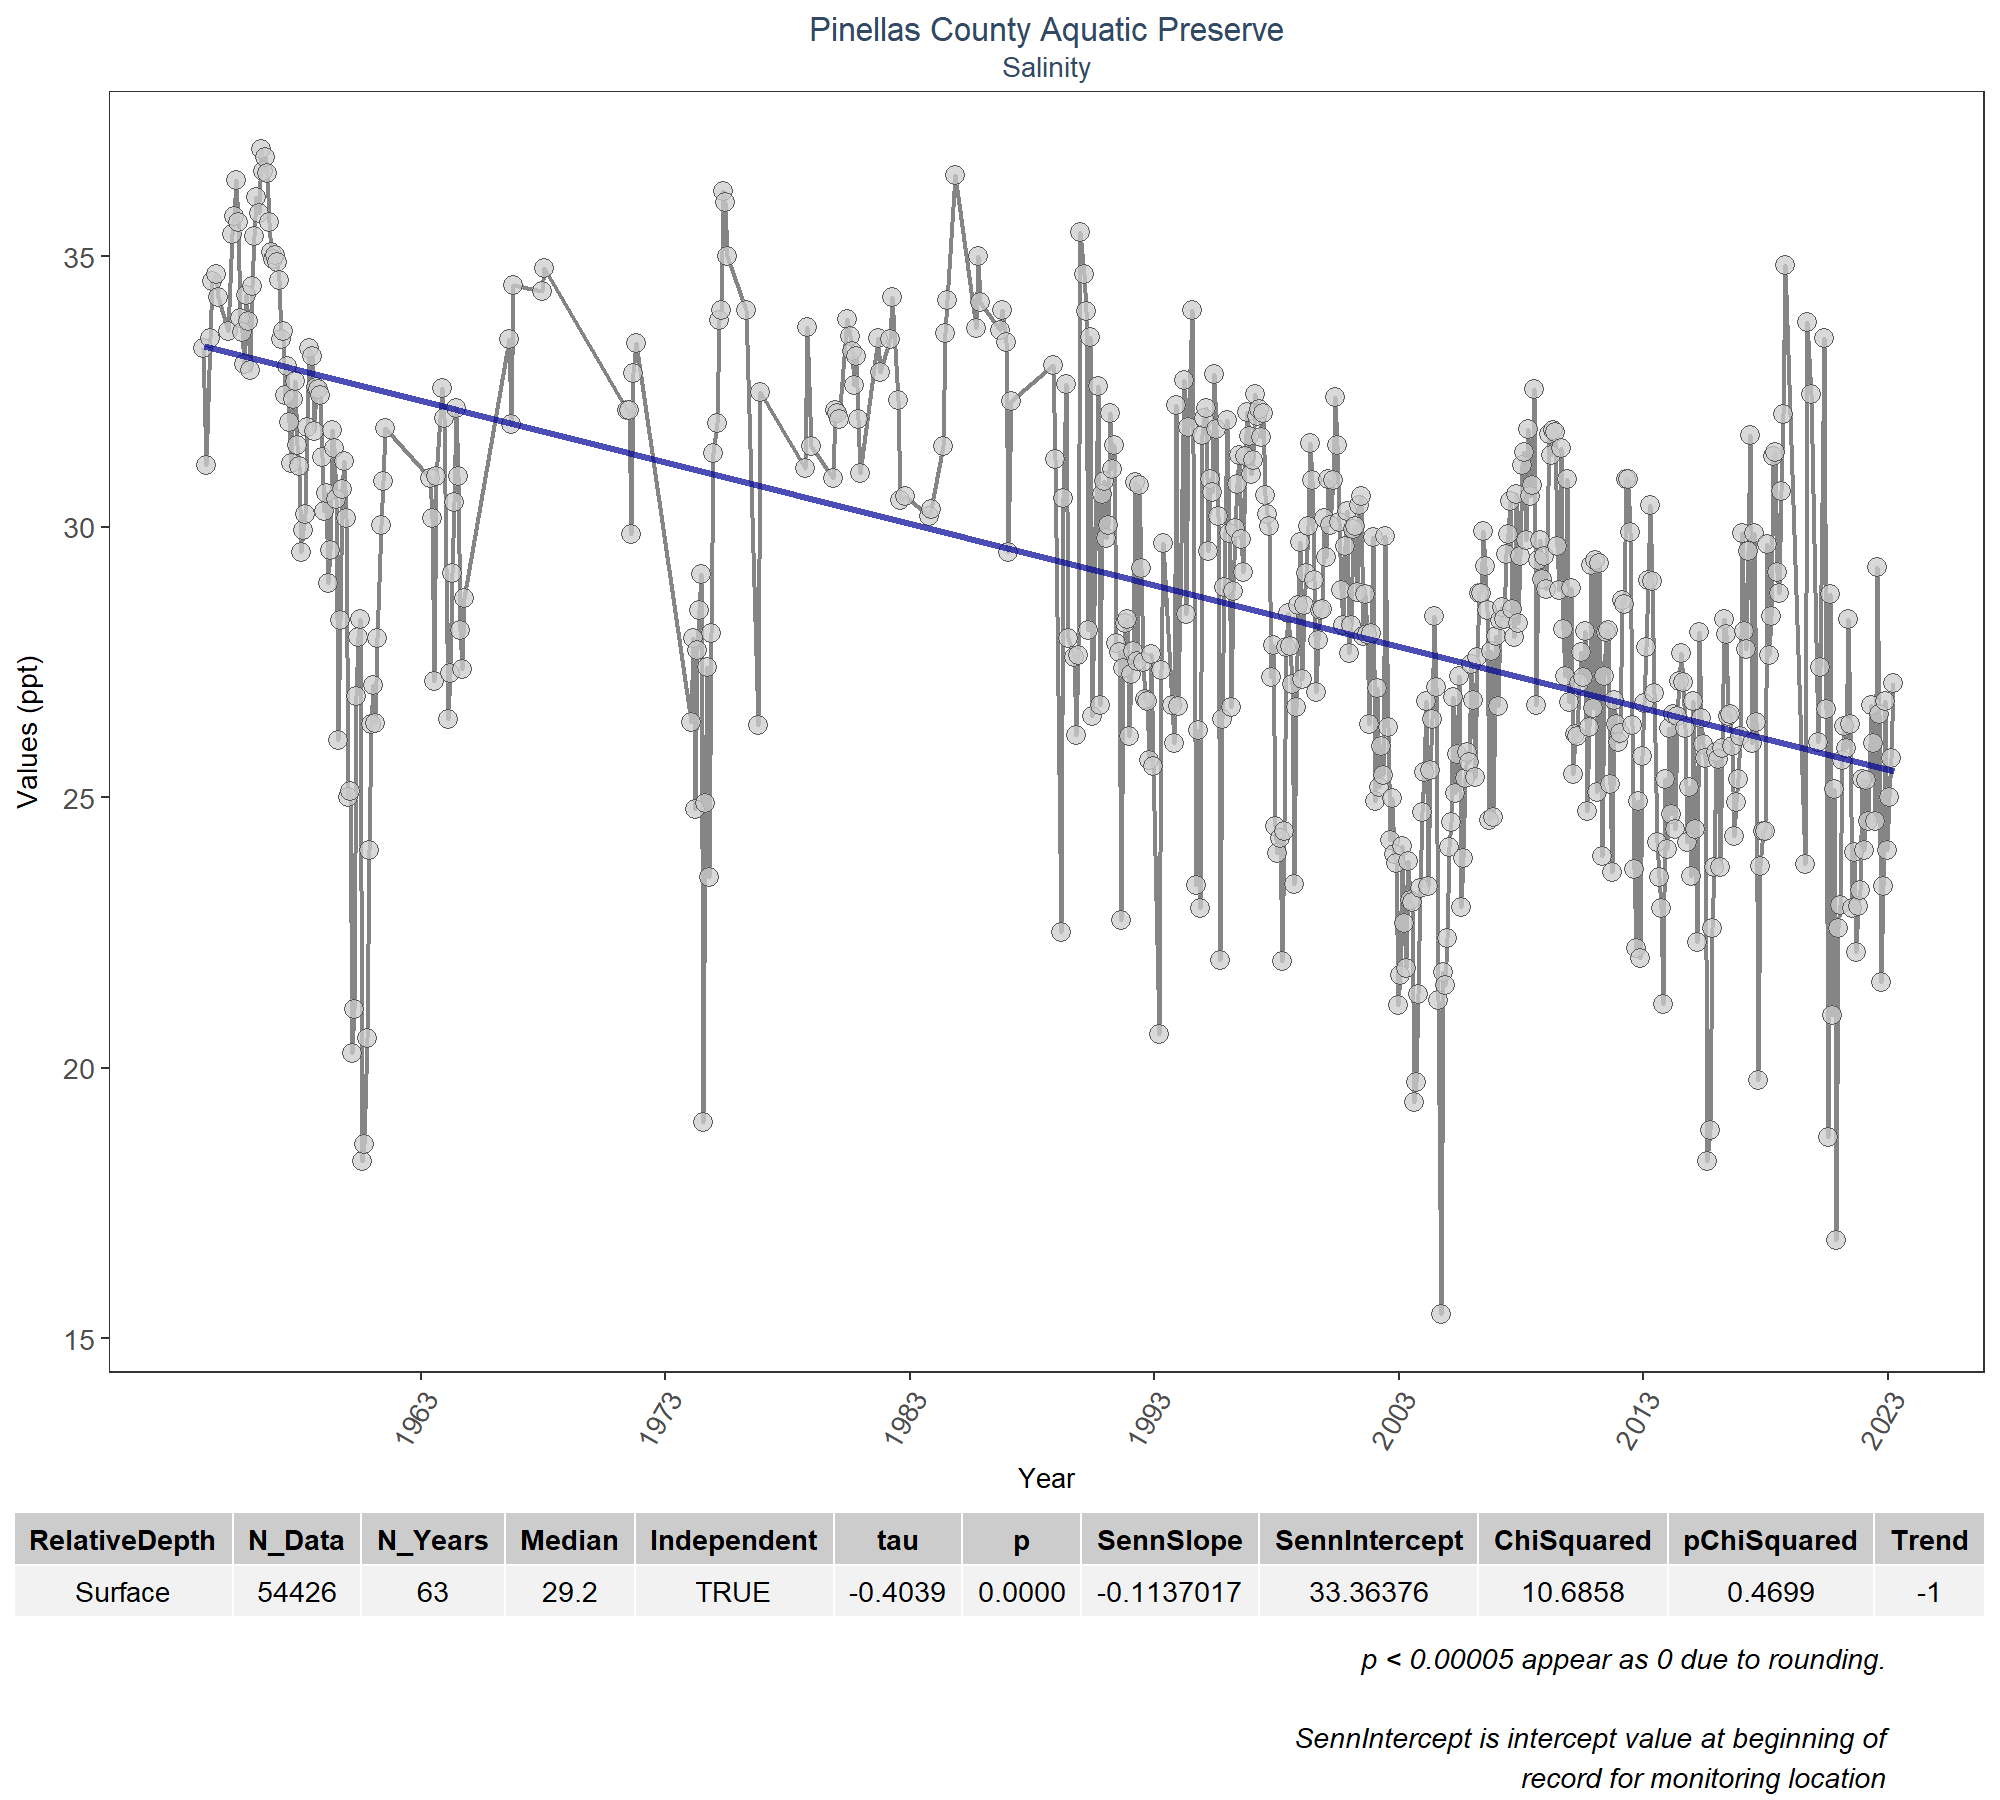 Pinellas County Aquatic Preserve
Salinity
Values (ppt)
35
30
25
20
15
1963 1973 1983 1993 2003 2013 2023
Year
RelativeDepth N_Data N_Years Median Independent tau p SennSlope SennIntercept ChiSquared pChiSquared Trend
Surface 54426 63 29.2 TRUE -0.4039 0.0000 -0.1137017 33.36376 10.6858 0.4699 -1
p < 0.00005 appear as 0 due to rounding.
SennIntercept is intercept value at beginning of
record for monitoring location